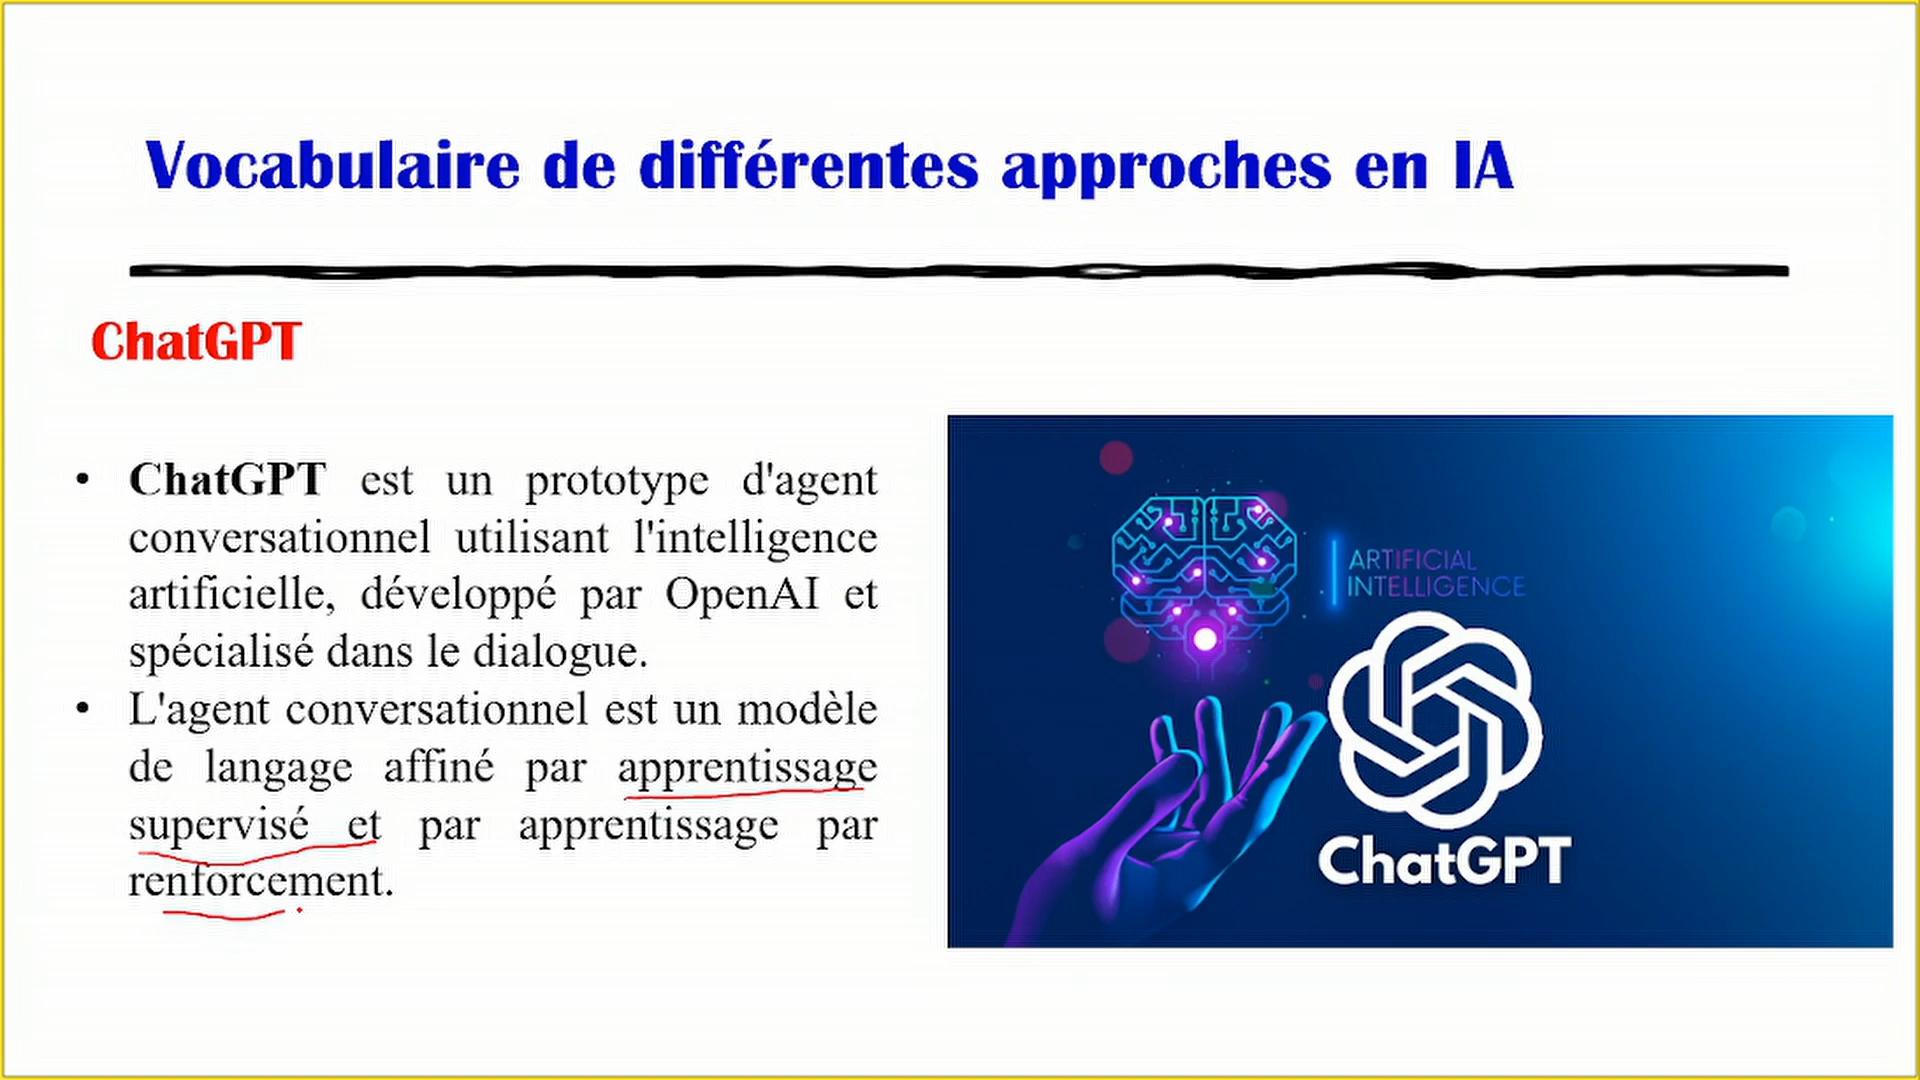 Vocabulaire de différentes approches en IA
ChatGPT
• ChatGPT est un prototype d'agent
conversationnel utilisant l'intelligence
artificielle, développé par OpenAI et
spécialisé dans le dialogue.
• L'agent conversationnel est un modèle
de langage affiné par apprentissage
supervisé et par apprentissage par
renforcement.
ARTIFICIAL
INTELLIGENCE
ChatGPT